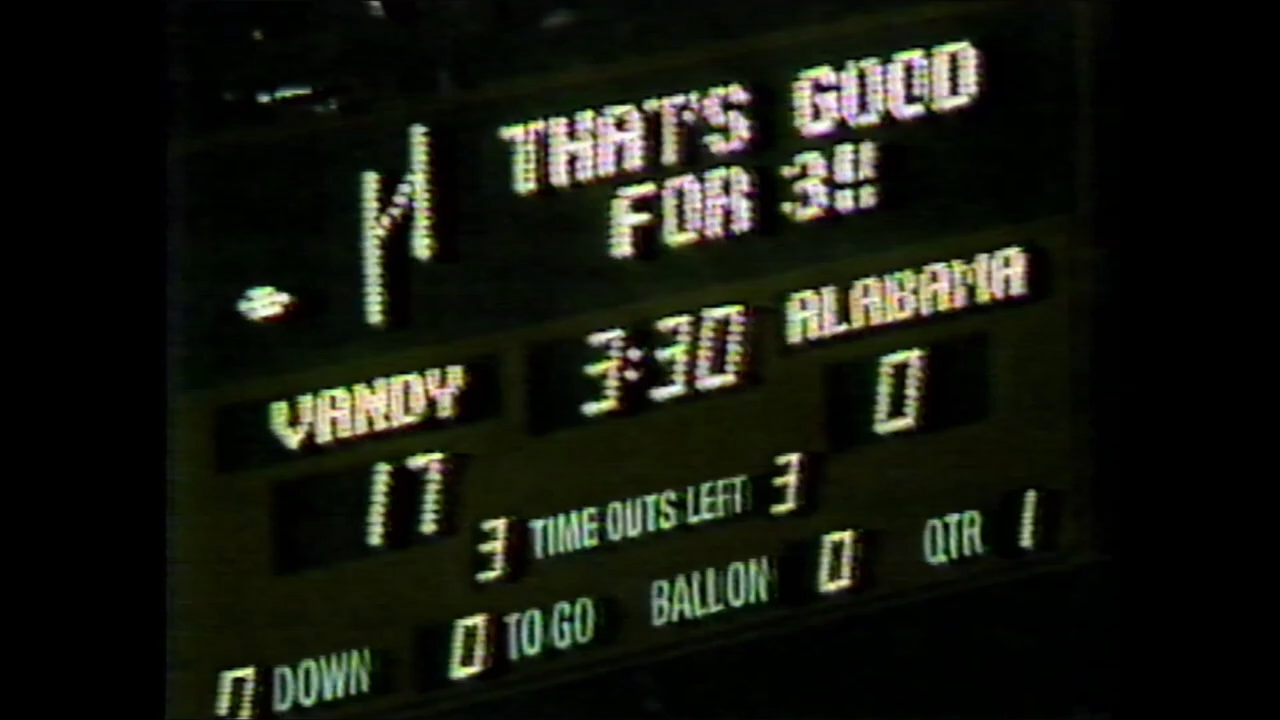 THAT'S GOOD
FOR 3!!
VANDY 3:30 ALABAMA
17 0
3 TIME OUTS LEFT 3
0 DOWN 0 TO GO BALL ON 0 QTR 1